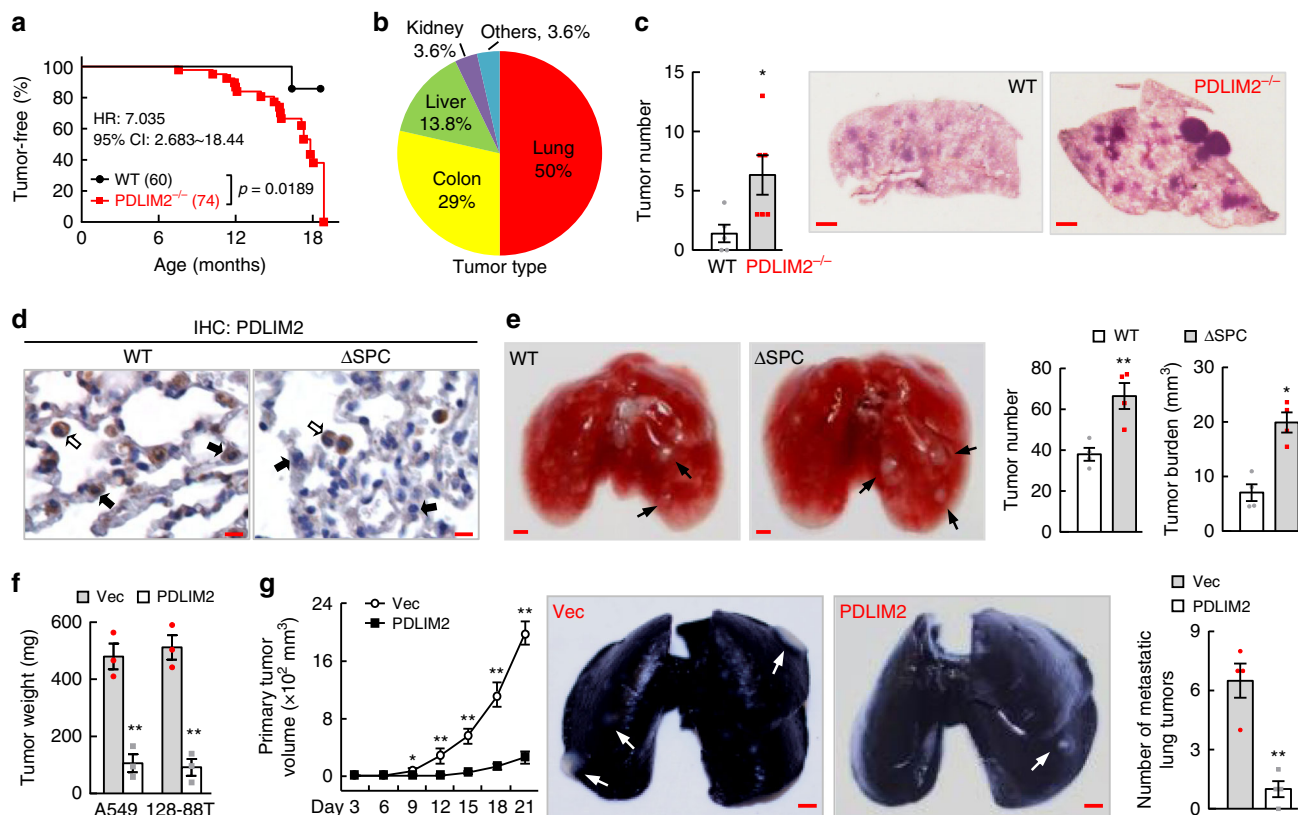 a
100
80
60
40
20
0
Tumor-free (%)
HR: 7.035
95% CI: 2.683~18.44
WT (60)
PDLIM2−/− (74)
p = 0.0189
0 6 12 18
Age (months)
b
Kidney
3.6%
Others, 3.6%
Liver
13.8%
Lung
50%
Colon
29%
Tumor type
c
15
10
5
0
Tumor number
*
WT PDLIM2−/−
WT
PDLIM2−/−
d
IHC: PDLIM2
WT ΔSPC
e
WT
ΔSPC
WT ΔSPC
80
60
40
20
0
Tumor number
**
30
20
10
0
Tumor burden (mm³)
*
f
Vec PDLIM2
600
400
200
0
Tumor weight (mg)
** **
A549 128-88T
g
24
16
8
0
Primary tumor
volume (×10² mm³)
Vec
PDLIM2
* ** ** ** **
Day 3 6 9 12 15 18 21
Vec
PDLIM2
Vec
PDLIM2
9
6
3
0
Number of metastatic
lung tumors
**